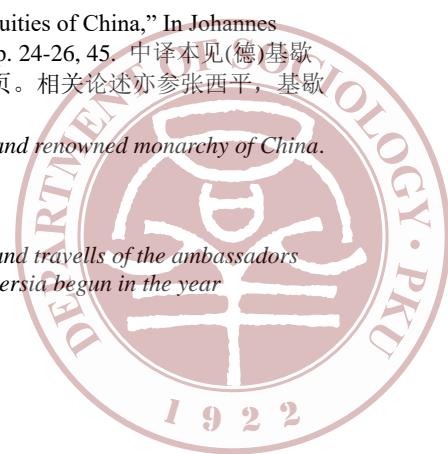 uities of China,” In Johannes
p. 24-26, 45. 中译本见(德)基歇
页。相关论述亦参张西平，基歇
and renowned monarchy of China.
and travells of the ambassadors
ersia begun in the year
DEPARTMENT OF SOCIOLOGY · PKU
1922